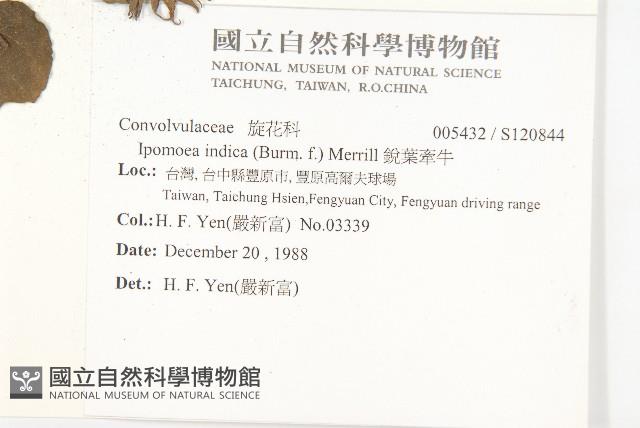 國立自然科學博物館
NATIONAL MUSEUM OF NATURAL SCIENCE
TAICHUNG, TAIWAN, R.O.CHINA
Convolvulaceae 旋花科 005432 / S120844
Ipomoea indica (Burm. f.) Merrill 銳葉牽牛
Loc.: 台灣, 台中縣豐原市, 豐原高爾夫球場
Taiwan, Taichung Hsien,Fengyuan City, Fengyuan driving range
Col.: H. F. Yen(嚴新富) No.03339
Date: December 20 , 1988
Det.: H. F. Yen(嚴新富)
國立自然科學博物館
NATIONAL MUSEUM OF NATURAL SCIENCE